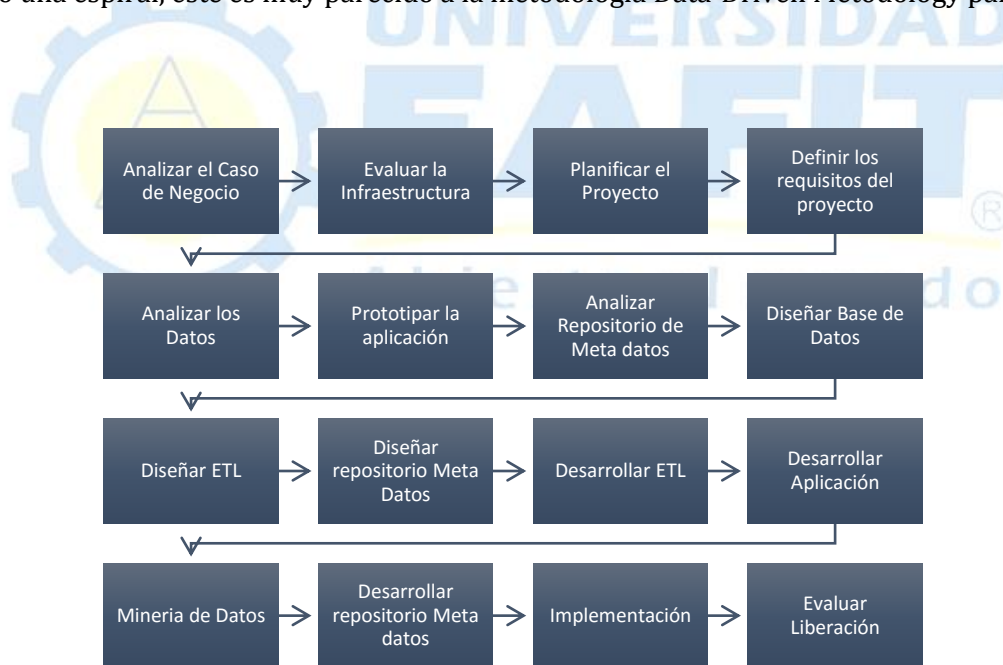 una espiral, este es muy parecido a la metodología Data-Driven Metodology
UNIVERSIDAD
EAFIT
®
Analizar el Caso
de Negocio
Evaluar la
Infraestructura
Planificar el
Proyecto
Definir los
requisitos del
proyecto
Analizar los
Datos
Prototipar la
aplicación
Analizar
Repositorio de
Meta datos
Diseñar Base de
Datos
Diseñar ETL
Diseñar
repositorio Meta
Datos
Desarrollar ETL
Desarrollar
Aplicación
Mineria de Datos
Desarrollar
repositorio Meta
datos
Implementación
Evaluar
Liberación